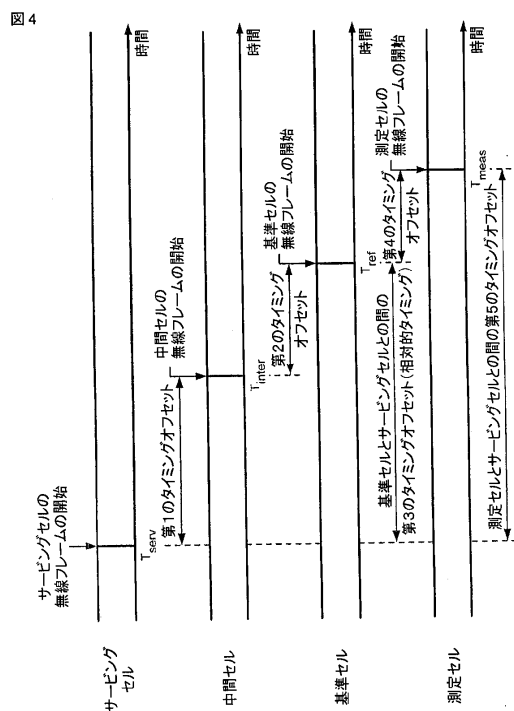 図4
サービングセルの
無線フレームの開始
サービング
セル
T serv
時間
第1のタイミングオフセット
中間セルの
無線フレームの開始
中間セル
T inter
時間
第2のタイミング
オフセット
基準セルの
無線フレームの開始
基準セル
T ref
時間
基準セルとサービングセルとの間の
第3のタイミングオフセット(相対的タイミング)
第4のタイミング
オフセット
測定セルの
無線フレームの開始
測定セル
T meas
時間
測定セルとサービングセルとの間の第5のタイミングオフセット